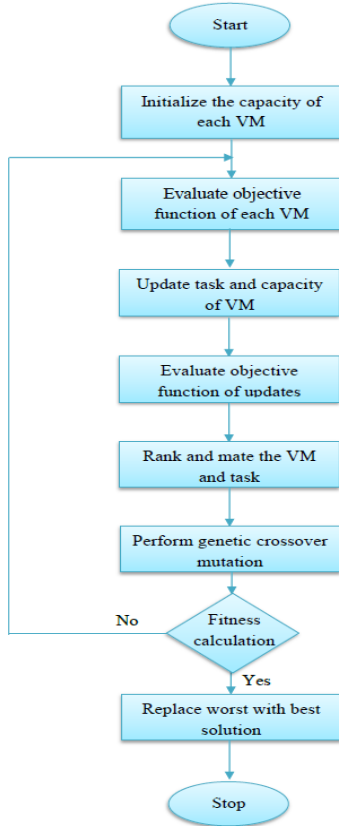 Start
Initialize the capacity of
each VM
Evaluate objective
function of each VM
Update task and capacity
of VM
Evaluate objective
function of updates
Rank and mate the VM
and task
Perform genetic crossover
mutation
Fitness
calculation
No
Yes
Replace worst with best
solution
Stop